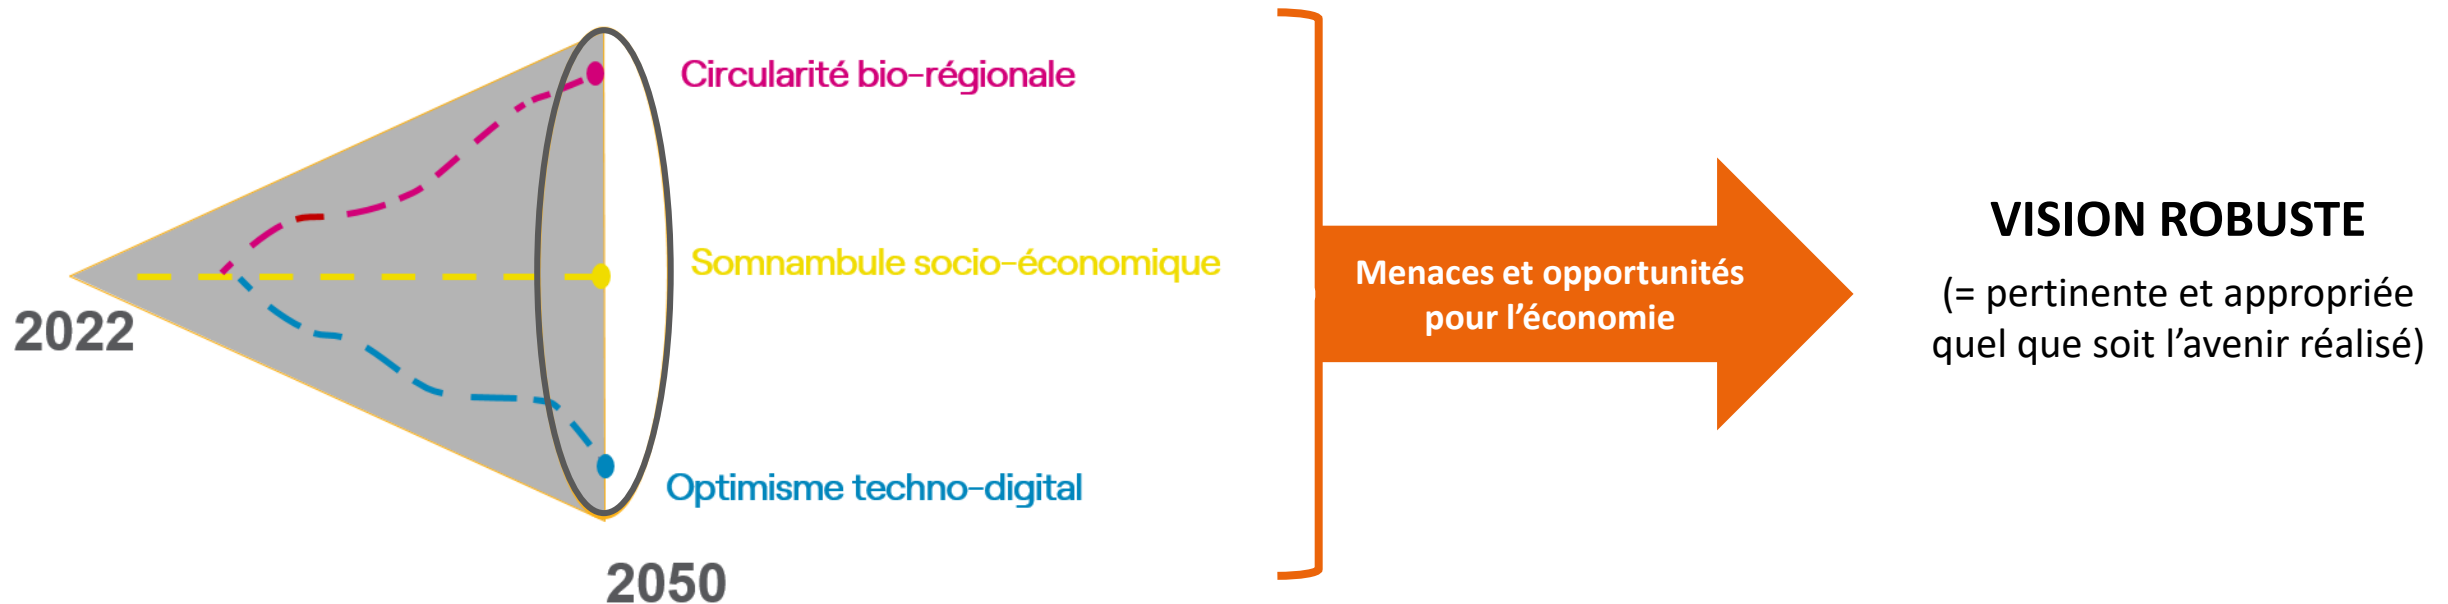 Circularité bio-régionale
Somnambule socio-économique
2022
Optimisme techno-digital
2050
Menaces et opportunités
pour l'économie
VISION ROBUSTE
(= pertinente et appropriée
quel que soit l'avenir réalisé)